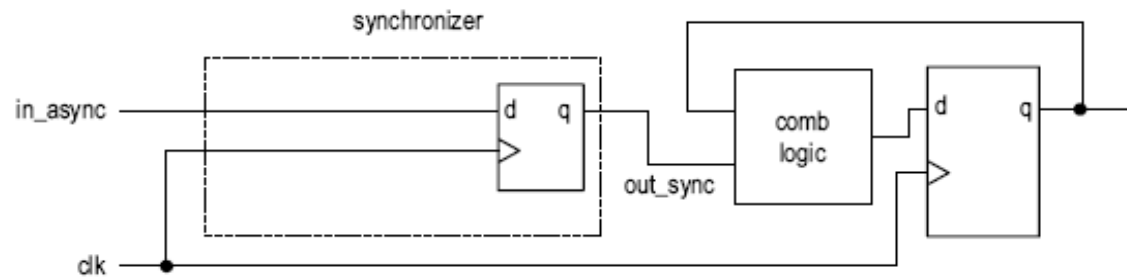 synchronizer
in_async
d q
d q
comb
logic
out_sync
clk